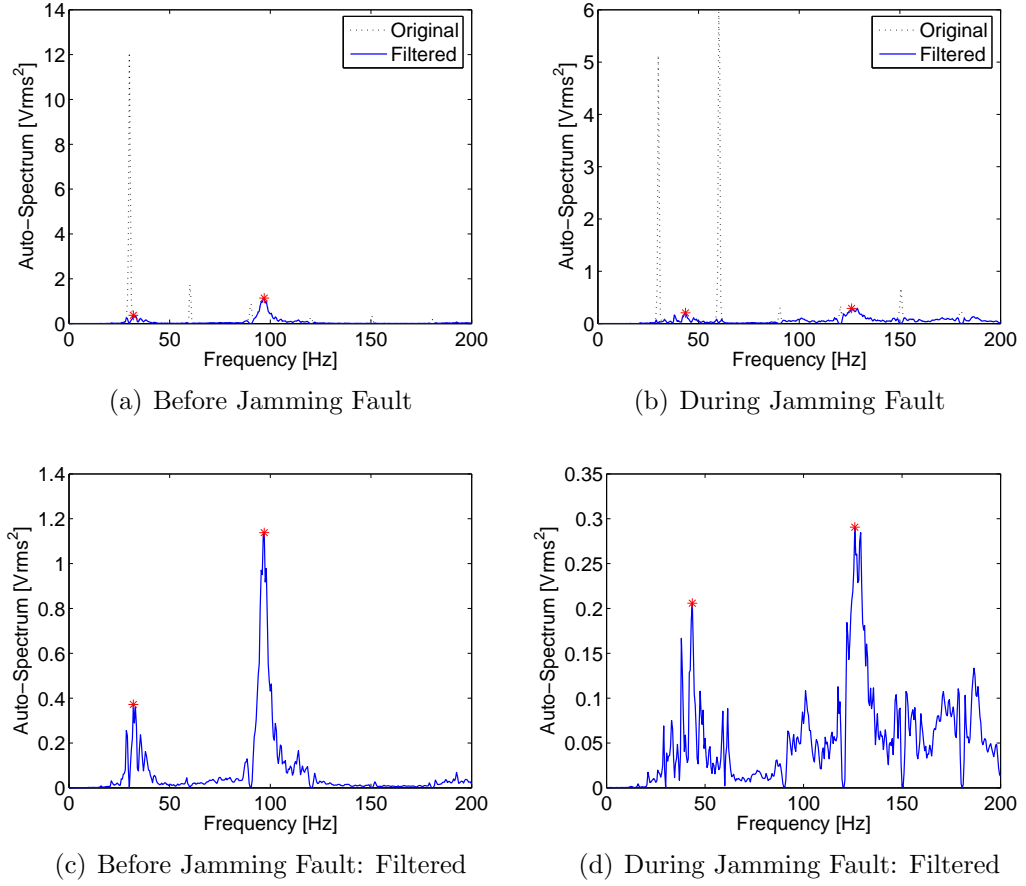 14
12
10
8
6
4
2
0
Auto−Spectrum [Vrms²]
Original
Filtered
0 50 100 150 200
Frequency [Hz]
(a) Before Jamming Fault
6
5
4
3
2
1
0
Auto−Spectrum [Vrms²]
Original
Filtered
0 50 100 150 200
Frequency [Hz]
(b) During Jamming Fault
1.4
1.2
1
0.8
0.6
0.4
0.2
0
Auto−Spectrum [Vrms²]
0 50 100 150 200
Frequency [Hz]
(c) Before Jamming Fault: Filtered
0.35
0.3
0.25
0.2
0.15
0.1
0.05
0
Auto−Spectrum [Vrms²]
0 50 100 150 200
Frequency [Hz]
(d) During Jamming Fault: Filtered